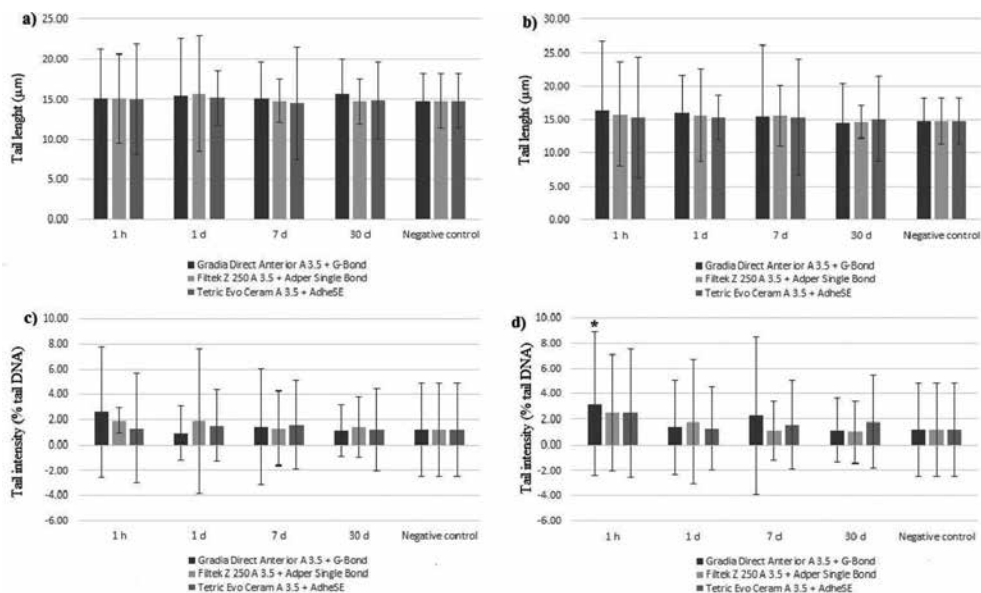 a)
25.00
20.00
15.00
10.00
5.00
0.00
Tail lenght (µm)
1 h 1 d 7 d 30 d Negative control
Gradia Direct Anterior A 3.5 + G-Bond
Filtek Z 250 A 3.5 + Adper Single Bond
Tetric Evo Ceram A 3.5 + AdheSE
b)
30.00
25.00
20.00
15.00
10.00
5.00
0.00
Tail lenght (µm)
1 h 1 d 7 d 30 d Negative control
Gradia Direct Anterior A 3.5 + G-Bond
Filtek Z 250 A 3.5 + Adper Single Bond
Tetric Evo Ceram A 3.5 + AdheSE
c)
10.00
8.00
6.00
4.00
2.00
0.00
-2.00
-4.00
-6.00
Tail intensity (% tail DNA)
1 h 1 d 7 d 30 d Negative control
Gradia Direct Anterior A 3.5 + G-Bond
Filtek Z 250 A 3.5 + Adper Single Bond
Tetric Evo Ceram A 3.5 + AdheSE
d)
10.00
8.00
6.00
4.00
2.00
0.00
-2.00
-4.00
-6.00
*
Tail intensity (% tail DNA)
1 h 1 d 7 d 30 d Negative control
Gradia Direct Anterior A 3.5 + G-Bond
Filtek Z 250 A 3.5 + Adper Single Bond
Tetric Evo Ceram A 3.5 + AdheSE